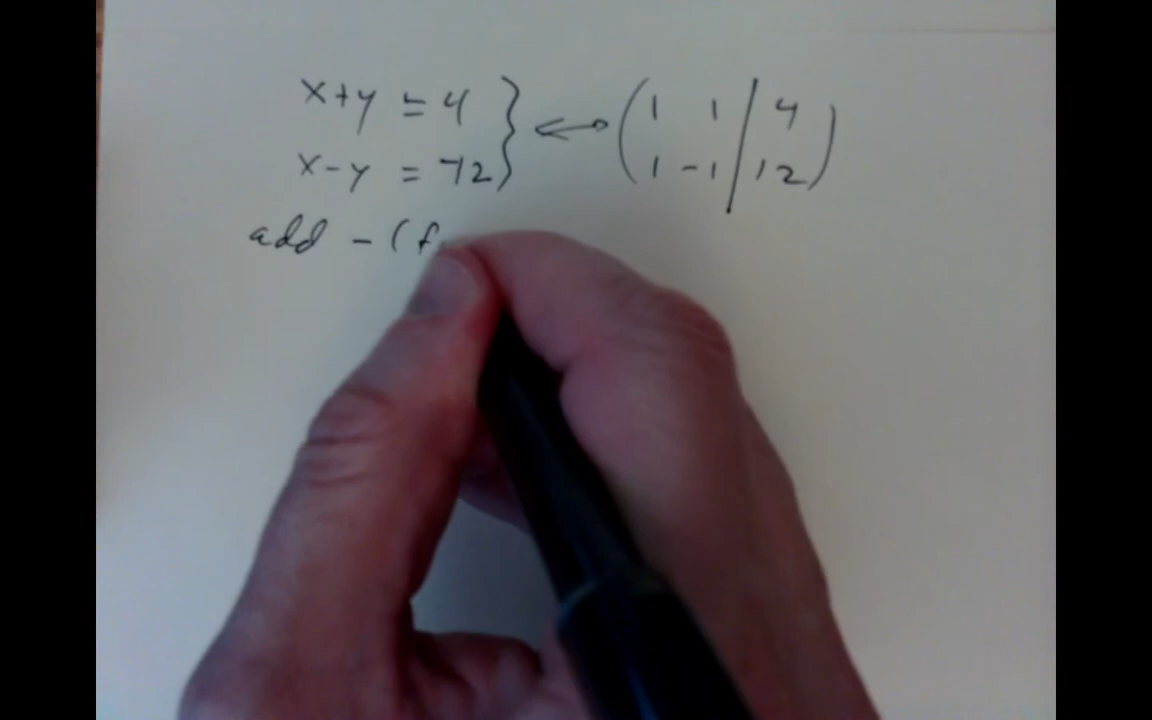 x+y = 4 } ↔ ( 1 1 | 4
x-y = 12 } ( 1 -1 | 12 )
add - (f